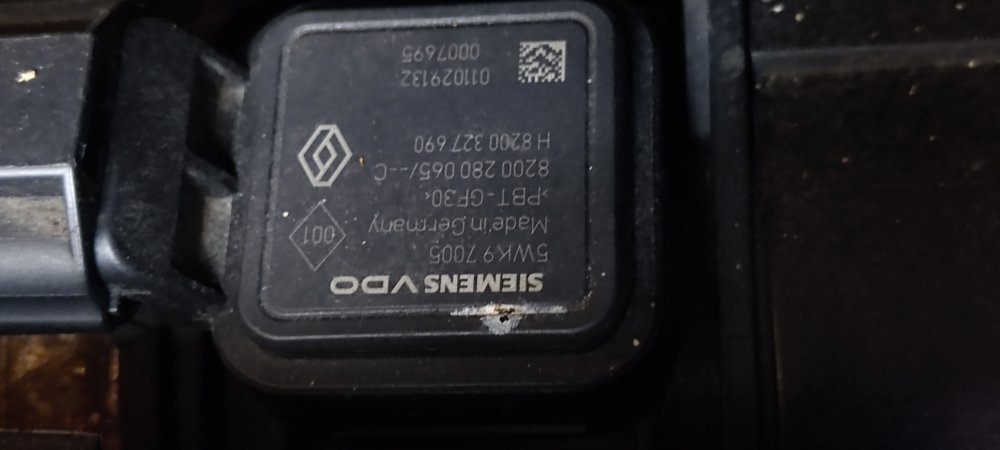 SIEMENS VDO
5WK9 7005
Made in Germany
>PBT-GF30<
001
8200 280 065/--C
H 8200 327 690
011029132
0007695